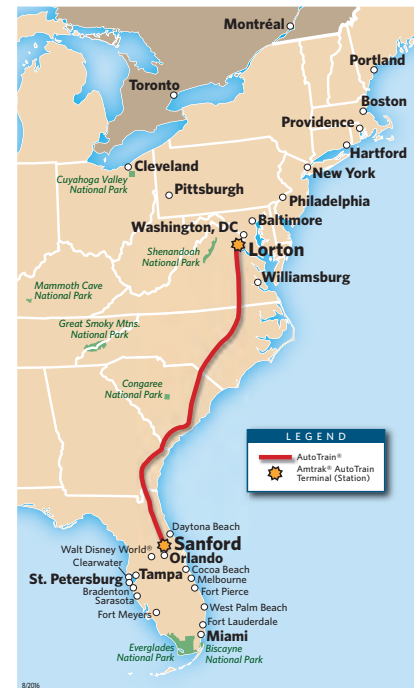 Montréal
Portland
Toronto
Boston
Providence
Hartford
Cleveland
New York
Cuyahoga Valley
National Park
Pittsburgh
Philadelphia
Baltimore
Washington, DC
Lorton
Shenandoah
National Park
Williamsburg
Mammoth Cave
National Park
Great Smoky Mtns.
National Park
Congaree
National Park
LEGEND
AutoTrain®
Amtrak® AutoTrain
Terminal (Station)
Daytona Beach
Sanford
Walt Disney World®
Orlando
Clearwater
Cocoa Beach
St. Petersburg
Tampa
Melbourne
Bradenton
Fort Pierce
Sarasota
West Palm Beach
Fort Meyers
Fort Lauderdale
Miami
Everglades
National Park
Biscayne
National Park
8/2016